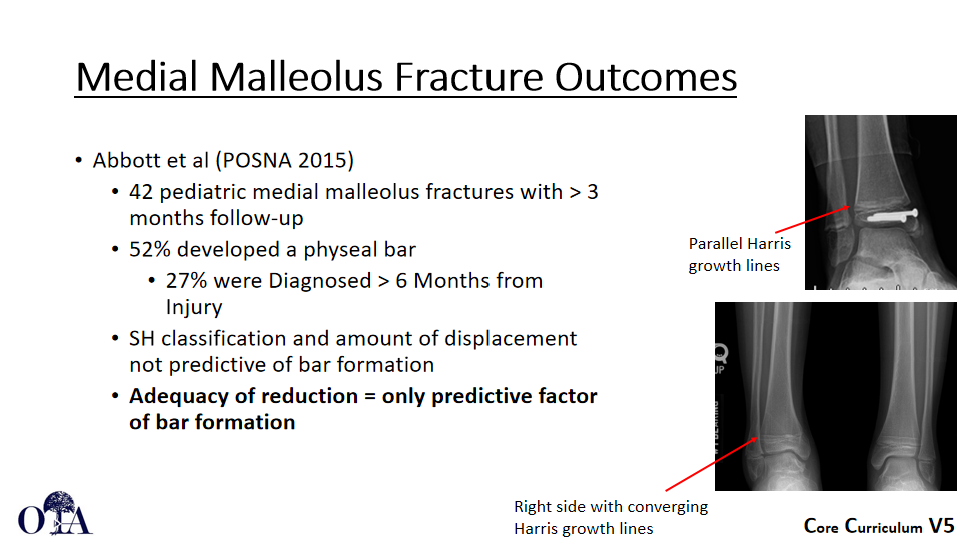 Medial Malleolus Fracture Outcomes
• Abbott et al (POSNA 2015)
• 42 pediatric medial malleolus fractures with > 3
months follow-up
• 52% developed a physeal bar
• 27% were Diagnosed > 6 Months from
Injury
• SH classification and amount of displacement
not predictive of bar formation
• Adequacy of reduction = only predictive factor
of bar formation
Parallel Harris
growth lines
Right side with converging
Harris growth lines
OTA
Core Curriculum V5